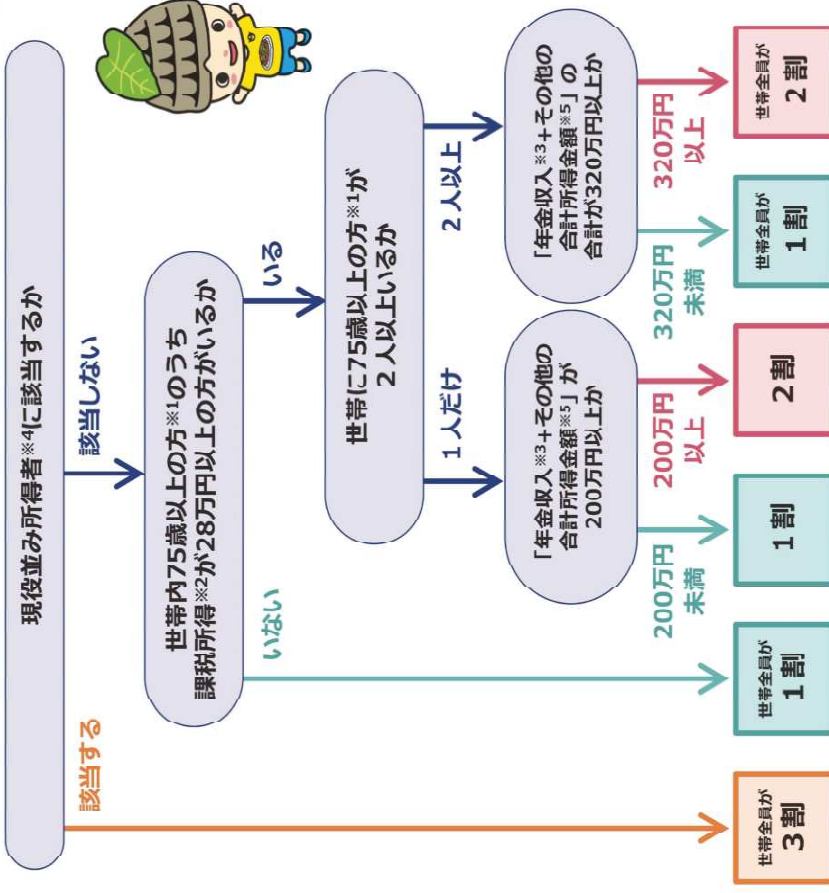 現役並み所得者※4に該当するか
該当する
該当しない
世帯内75歳以上の方※1のうち
課税所得※2が28万円以上の方がいるか
いない
いる
世帯に75歳以上の方※1が
2人以上いるか
1人だけ
2人以上
「年金収入※3+その他の
合計所得金額※5」が
200万円以上か
「年金収入※3+その他の
合計所得金額※5」の
合計が320万円以上か
200万円
未満
200万円
以上
320万円
未満
320万円
以上
世帯全員が
3割
世帯全員が
1割
1割
2割
世帯全員が
1割
世帯全員が
2割